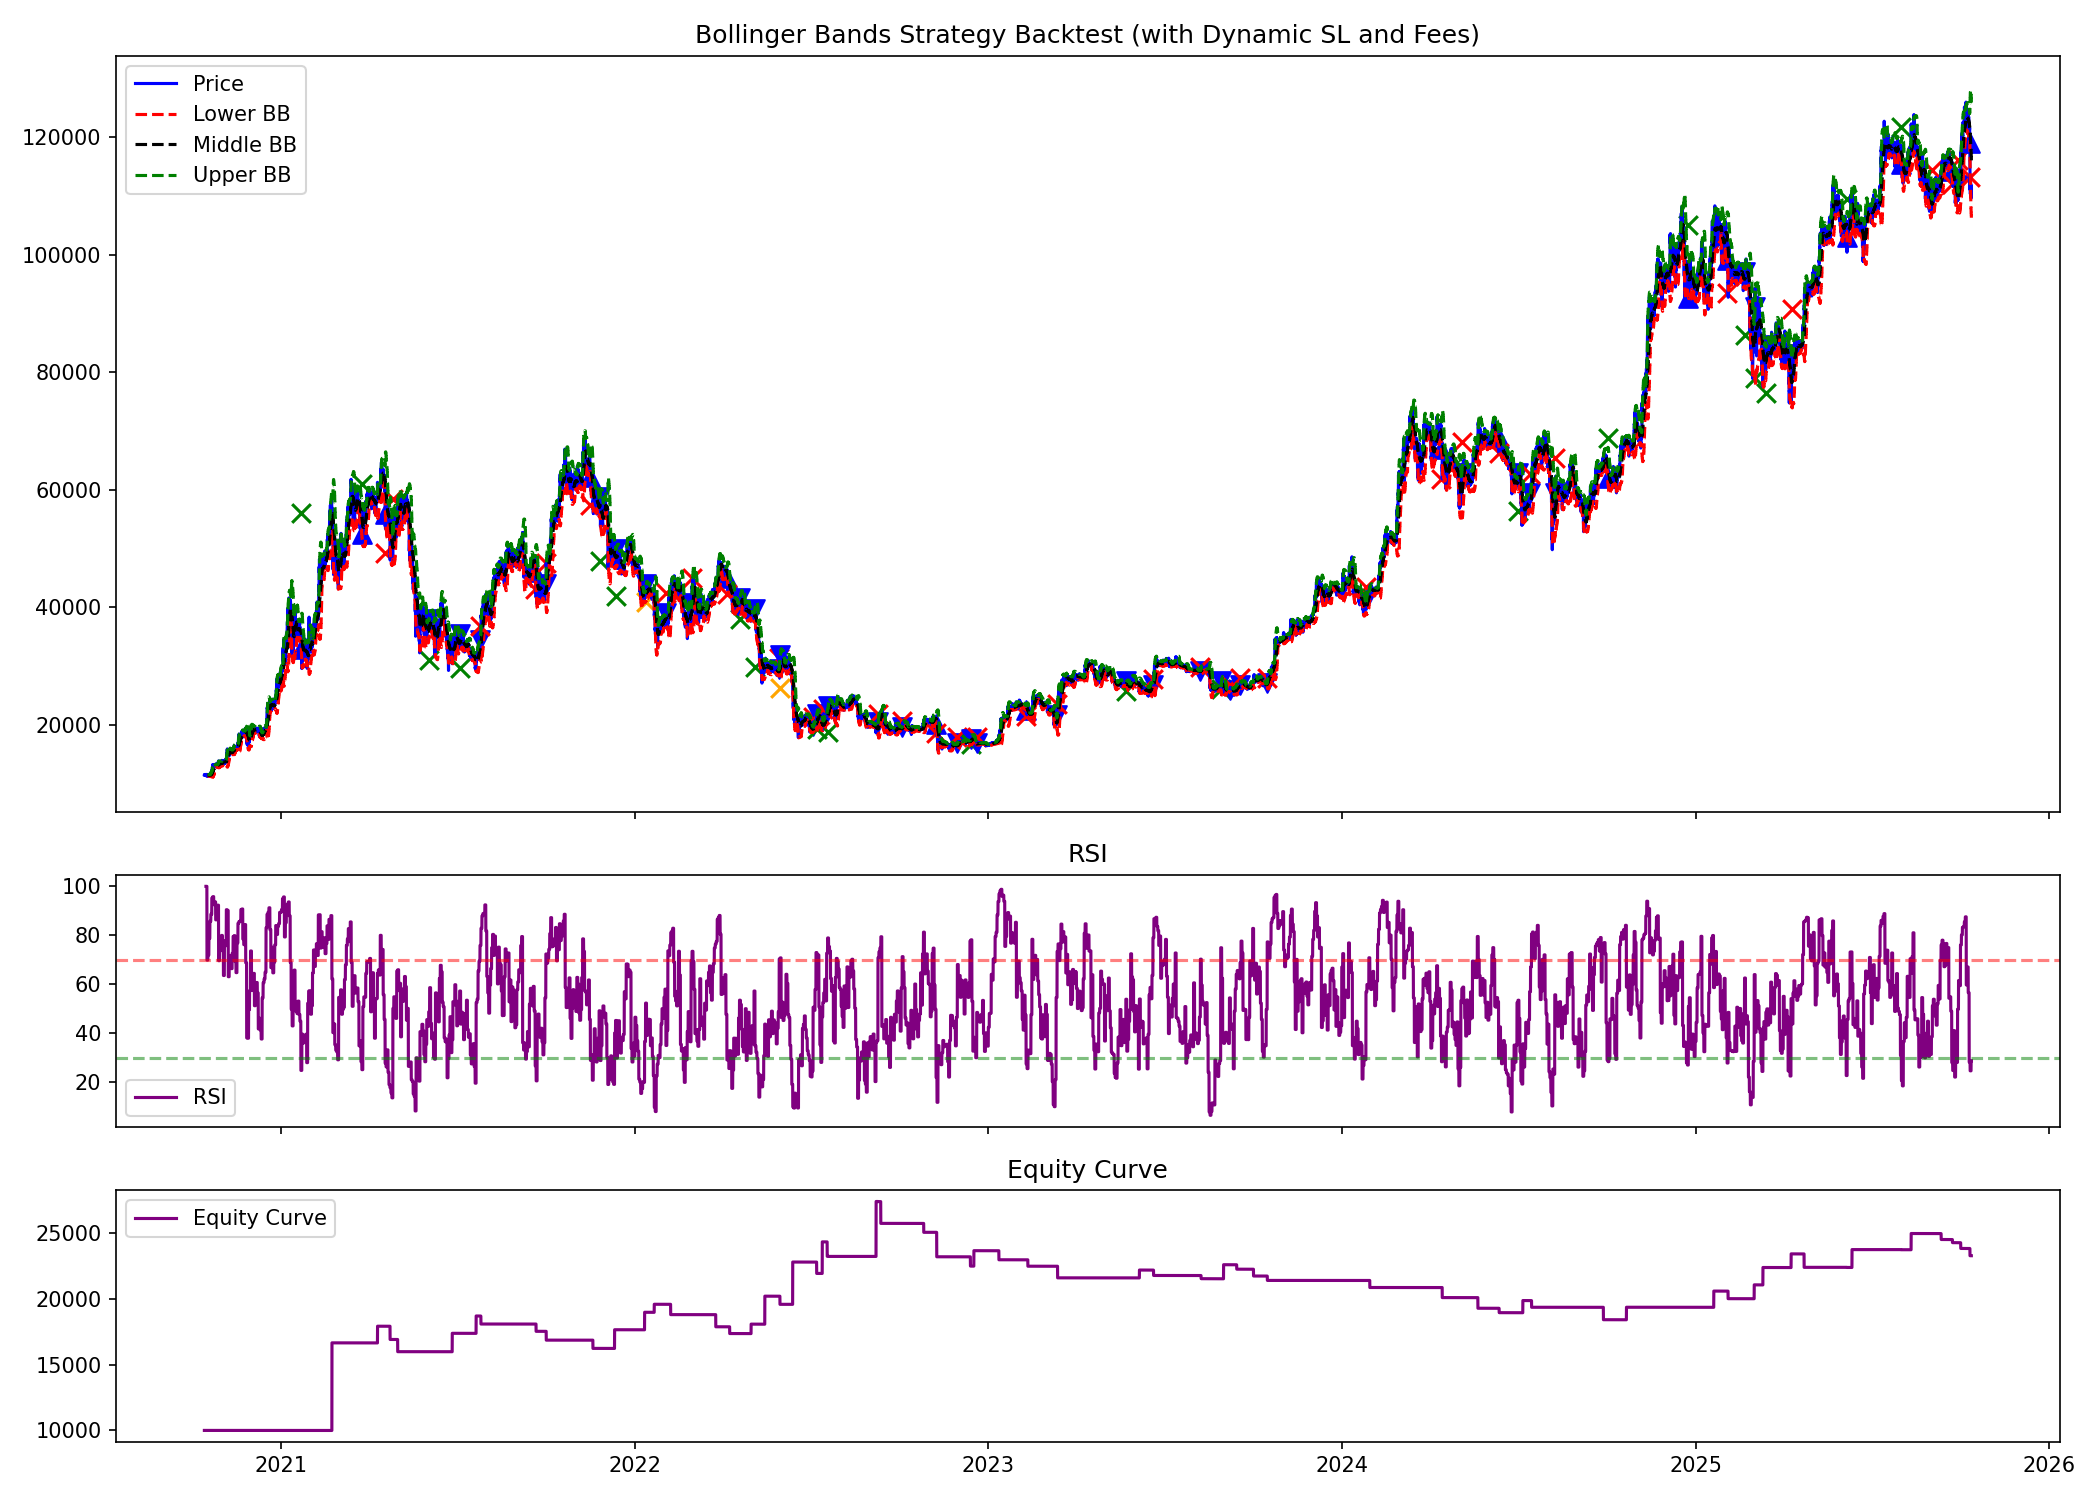 Bollinger Bands Strategy Backtest (with Dynamic SL and Fees)
Price
Lower BB
Middle BB
Upper BB
120000
100000
80000
60000
40000
20000
RSI
100
80
60
40
20
RSI
Equity Curve
Equity Curve
25000
20000
15000
10000
2021
2022
2023
2024
2025
2026